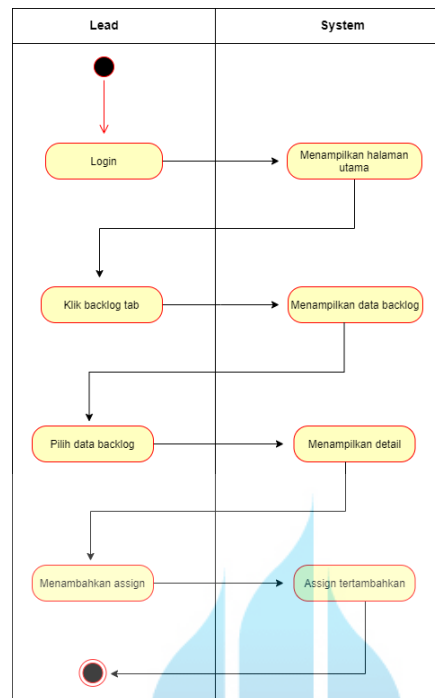 Lead
System
Login
Menampilkan halaman
utama
Klik backlog tab
Menampilkan data backlog
Pilih data backlog
Menampilkan detail
Menambahkan assign
Assign tertambahkan